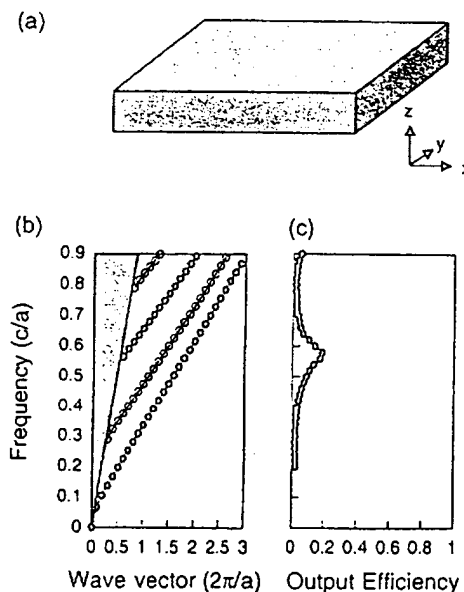 (a)
z
y
x
(b)
(c)
0.9
0.8
0.7
0.6
0.5
0.4
0.3
0.2
0.1
0
Frequency (c/a)
0 0.5 1 1.5 2 2.5 3
0 0.2 0.4 0.6 0.8 1
Wave vector (2π/a)
Output Efficiency